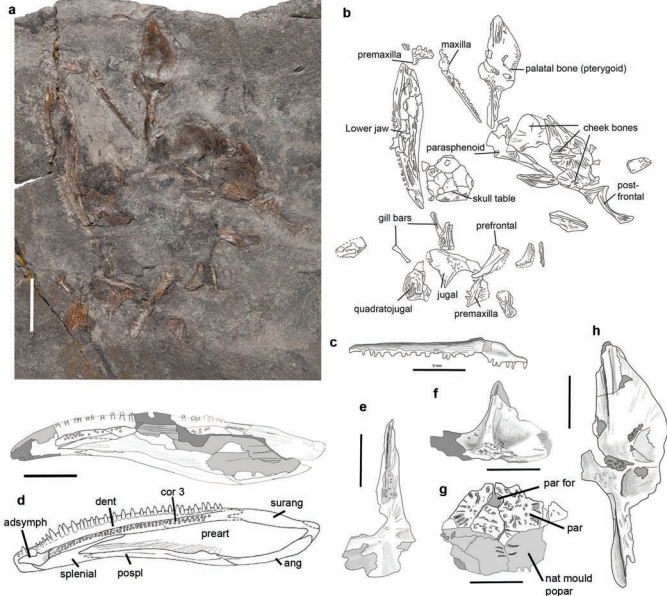 a
b
premaxilla
maxilla
palatal bone (pterygoid)
Lower jaw
parasphenoid
cheek bones
skull table
post-
frontal
gill bars
prefrontal
quadratojugal
jugal
premaxilla
c
5 mm
h
e
f
d
adsymph
dent
cor 3
surang
preart
splenial
pospl
ang
g
par for
par
nat mould
popar